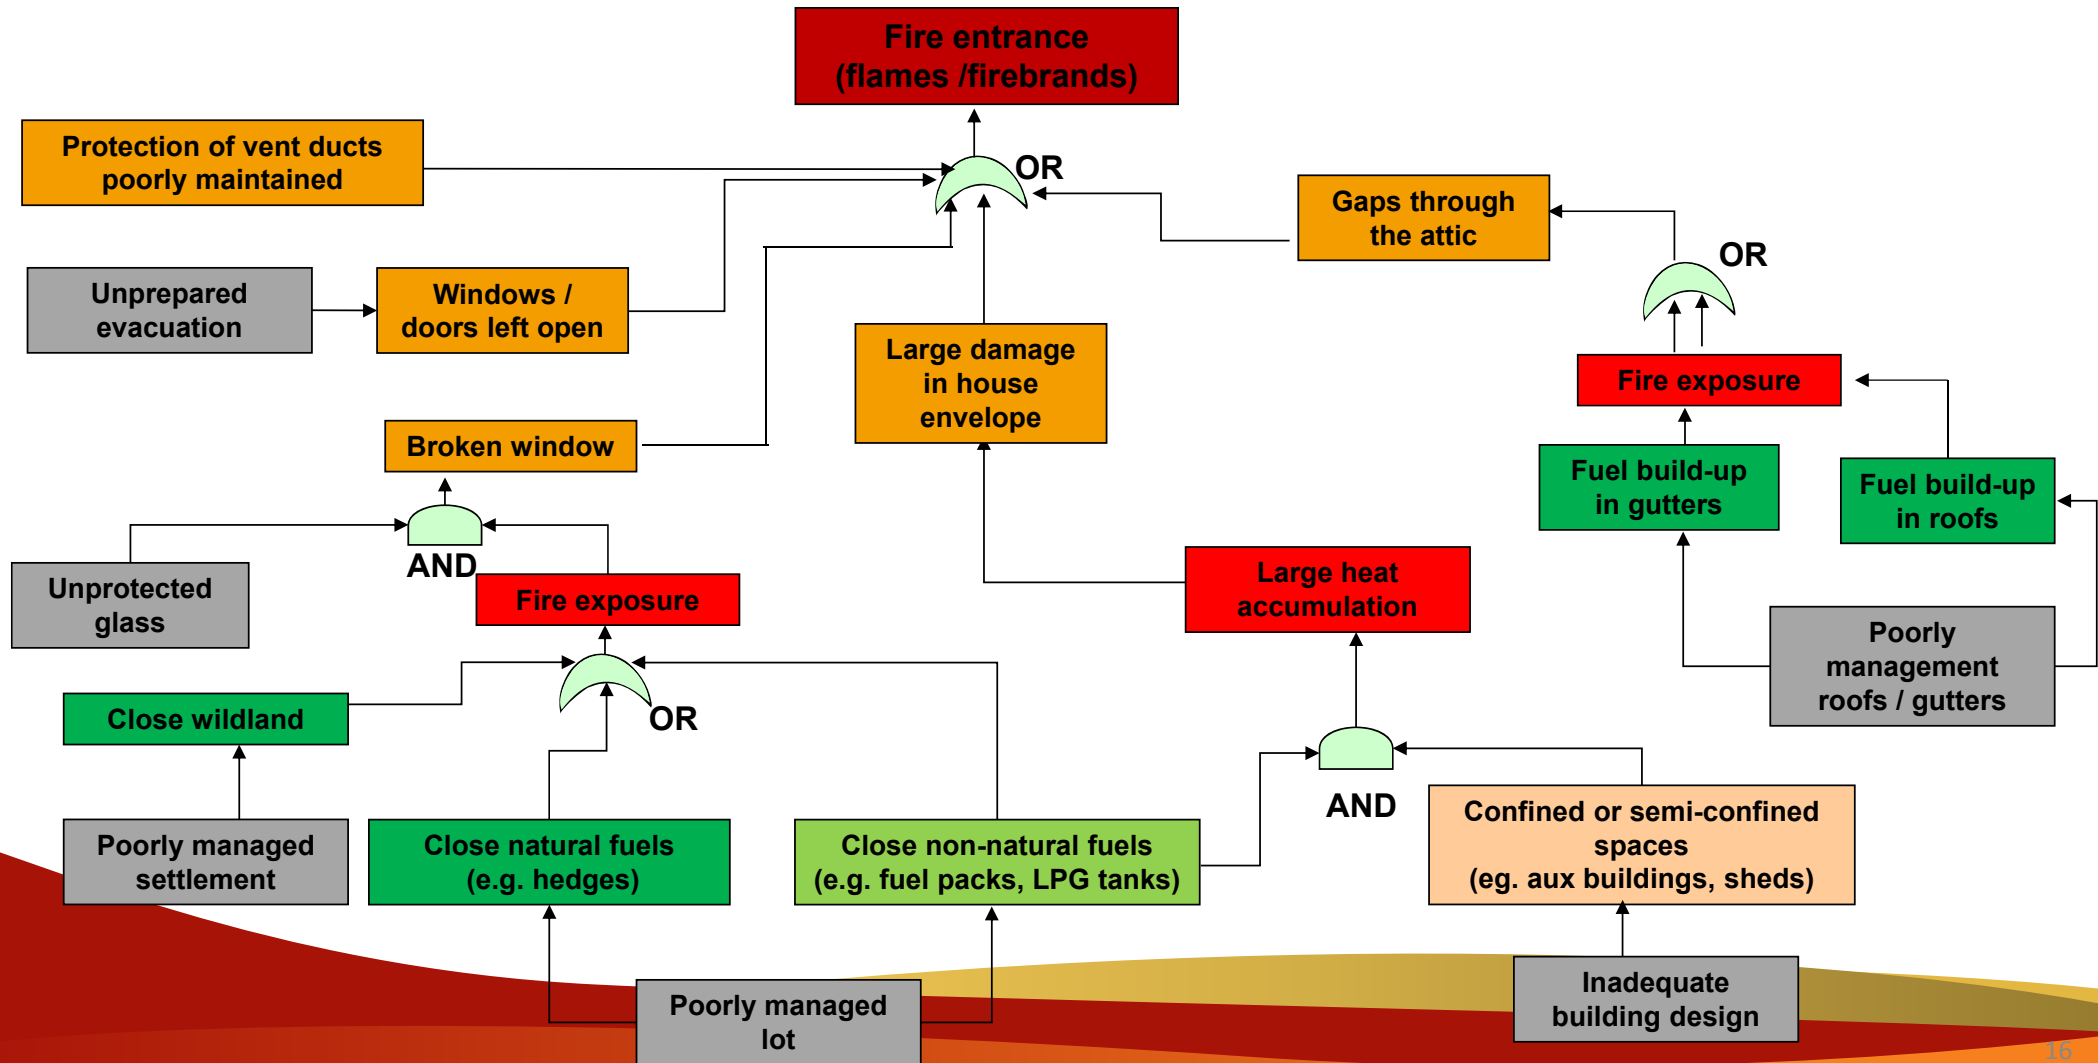 Fire entrance
(flames /firebrands)
Protection of vent ducts
poorly maintained
OR
Gaps through
the attic
OR
Unprepared
evacuation
Windows /
doors left open
Large damage
in house
envelope
Fire exposure
Broken window
Fuel build-up
in gutters
Fuel build-up
in roofs
AND
Unprotected
glass
Fire exposure
Large heat
accumulation
Poorly
management
roofs / gutters
Close wildland
OR
AND
Poorly managed
settlement
Close natural fuels
(e.g. hedges)
Close non-natural fuels
(e.g. fuel packs, LPG tanks)
Confined or semi-confined
spaces
(eg. aux buildings, sheds)
Poorly managed
lot
Inadequate
building design
16